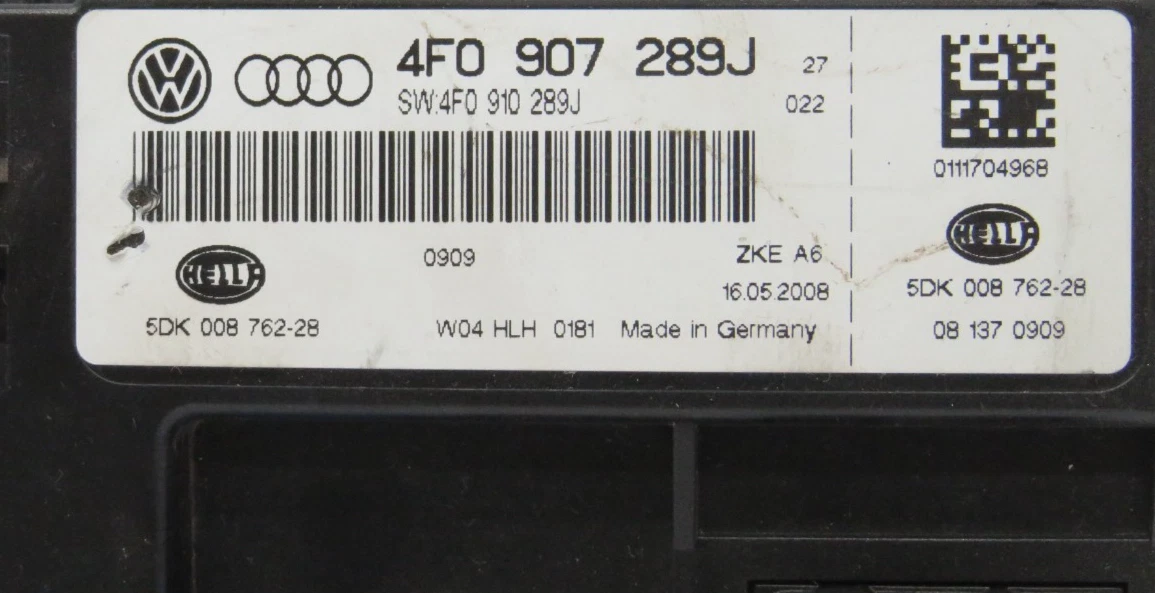 4F0 907 289J 27
SW:4F0 910 289J 022
0111704968
HELLA
0909 ZKE A6
16.05.2008
5DK 008 762-28 W04 HLH 0181 Made in Germany
HELLA
5DK 008 762-28
08 137 0909